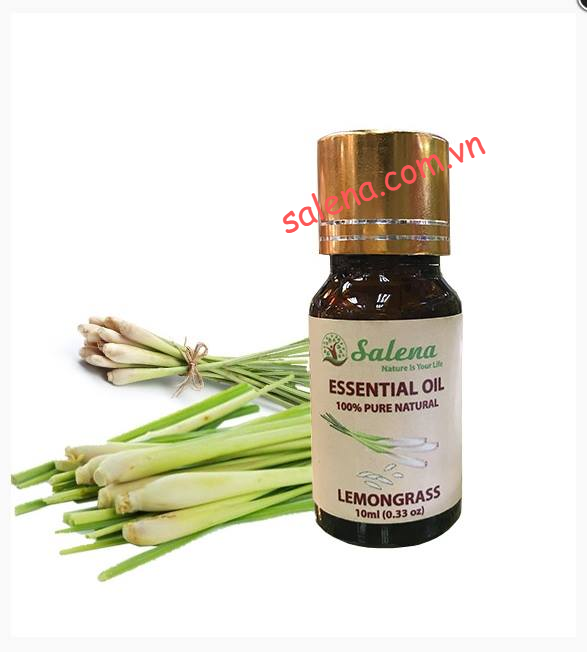 salena.com.vn
Salena
Nature Is Your Life
ESSENTIAL OIL
100% PURE NATURAL
LEMONGRASS
10ml (0.33 oz)